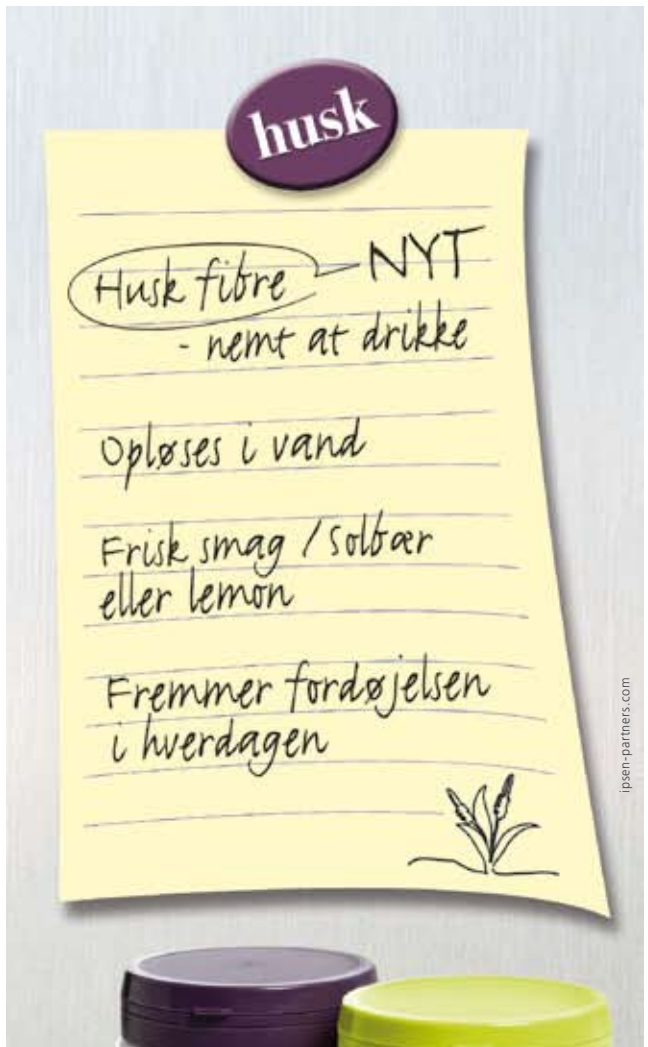 husk
Husk fibre NYT
- nemt at drikke
Opløses i vand
Frisk smag / Solbær
eller lemon
Fremmer fordøjelsen
i hverdagen
ipsen-partners.com